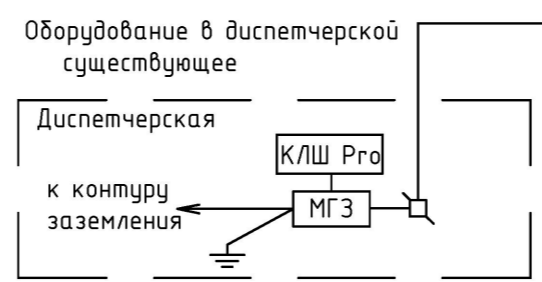 Оборудование в диспетчерской
существующее
Диспетчерская
КЛШ Pro
к контуру
заземления
МГЗ